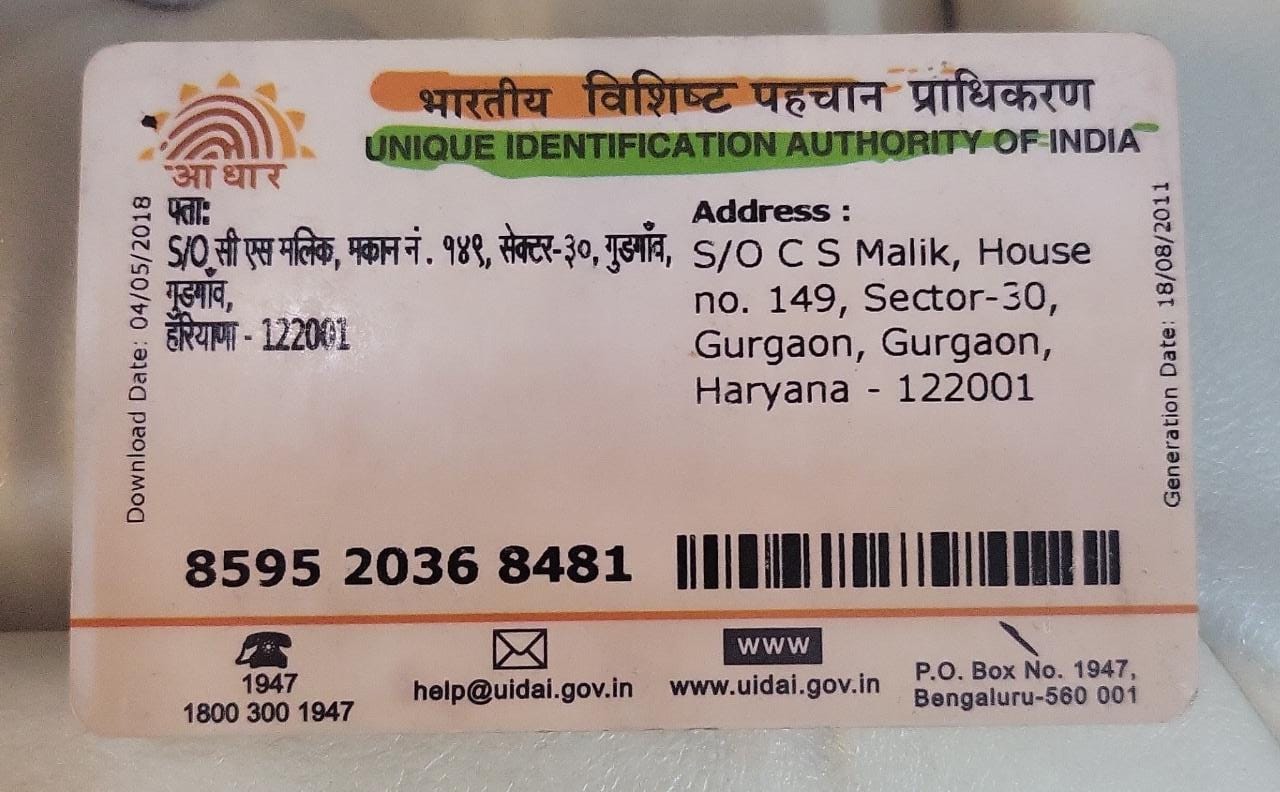 भारतीय विशिष्ट पहचान प्राधिकरण
UNIQUE IDENTIFICATION AUTHORITY OF INDIA
आधार
पता:
S/O सी एस मलिक, मकान नं. १४९, सेक्टर-३०, गुडगाँव,
गुडगाँव,
हरियाणा - 122001
Address :
S/O C S Malik, House
no. 149, Sector-30,
Gurgaon, Gurgaon,
Haryana - 122001
Download Date: 04/05/2018
Generation Date: 18/08/2011
8595 2036 8481
1947
1800 300 1947
help@uidai.gov.in
www
www.uidai.gov.in
P.O. Box No. 1947,
Bengaluru-560 001